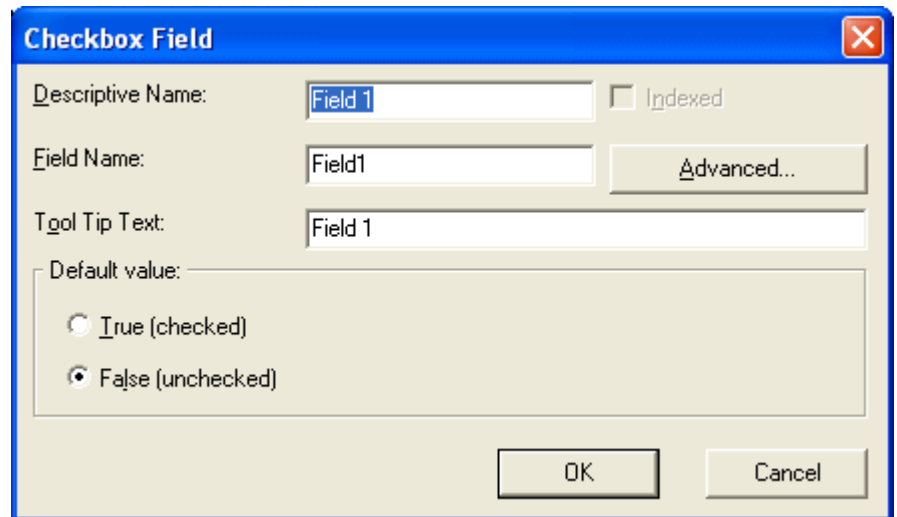 Checkbox Field
Descriptive Name: Field 1 Indexed
Field Name: Field1 Advanced...
Tool Tip Text: Field 1
Default value:
True (checked)
False (unchecked)
OK Cancel